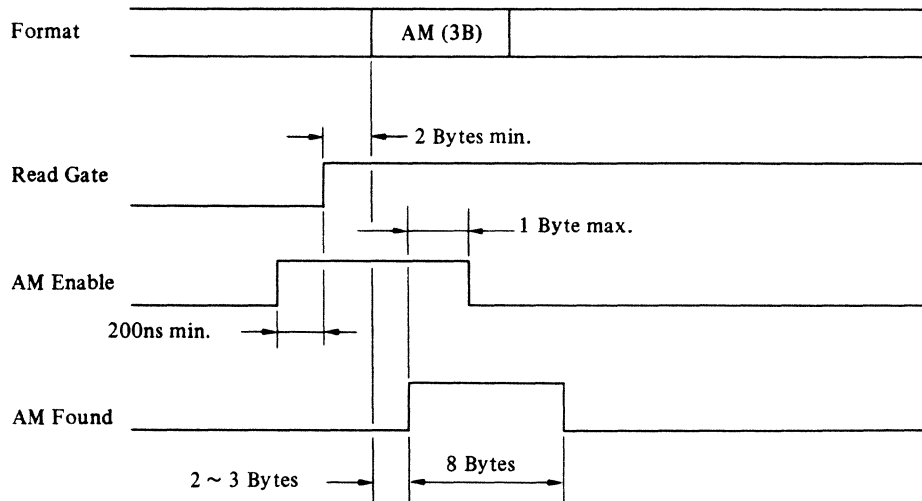 Format
AM (3B)
2 Bytes min.
Read Gate
1 Byte max.
AM Enable
200ns min.
AM Found
2 ~ 3 Bytes
8 Bytes